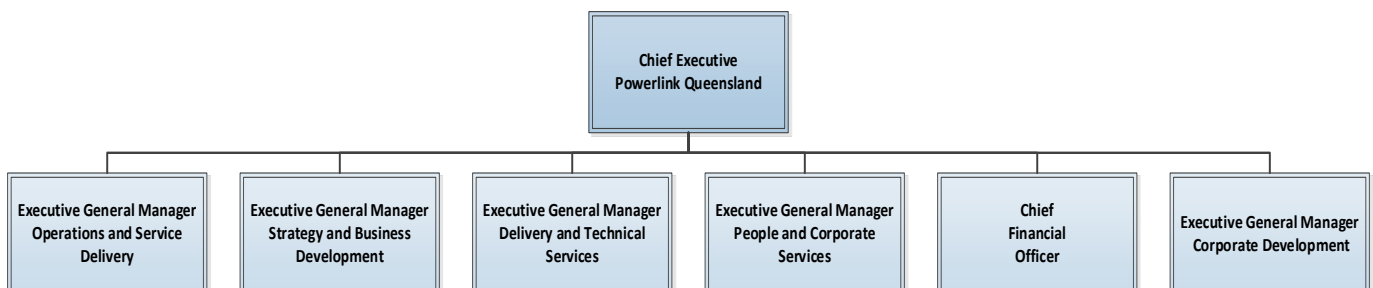 Chief Executive
Powerlink Queensland
Executive General Manager
Operations and Service
Delivery
Executive General Manager
Strategy and Business
Development
Executive General Manager
Delivery and Technical
Services
Executive General Manager
People and Corporate
Services
Chief
Financial
Officer
Executive General Manager
Corporate Development